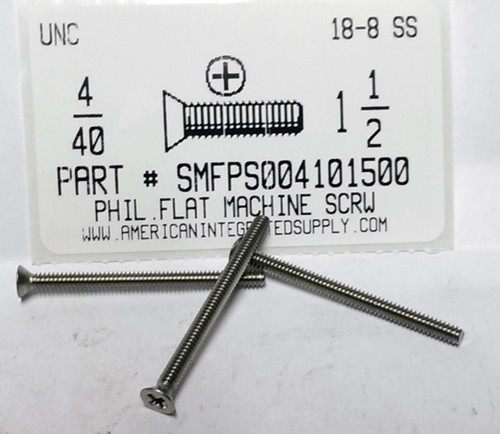 UNC 18-8 SS
4/40 1 1/2
PART # SMFPS004101500
PHIL.FLAT MACHINE SCRW
WWW.AMERICANINTEGRATEDSUPPLY.COM